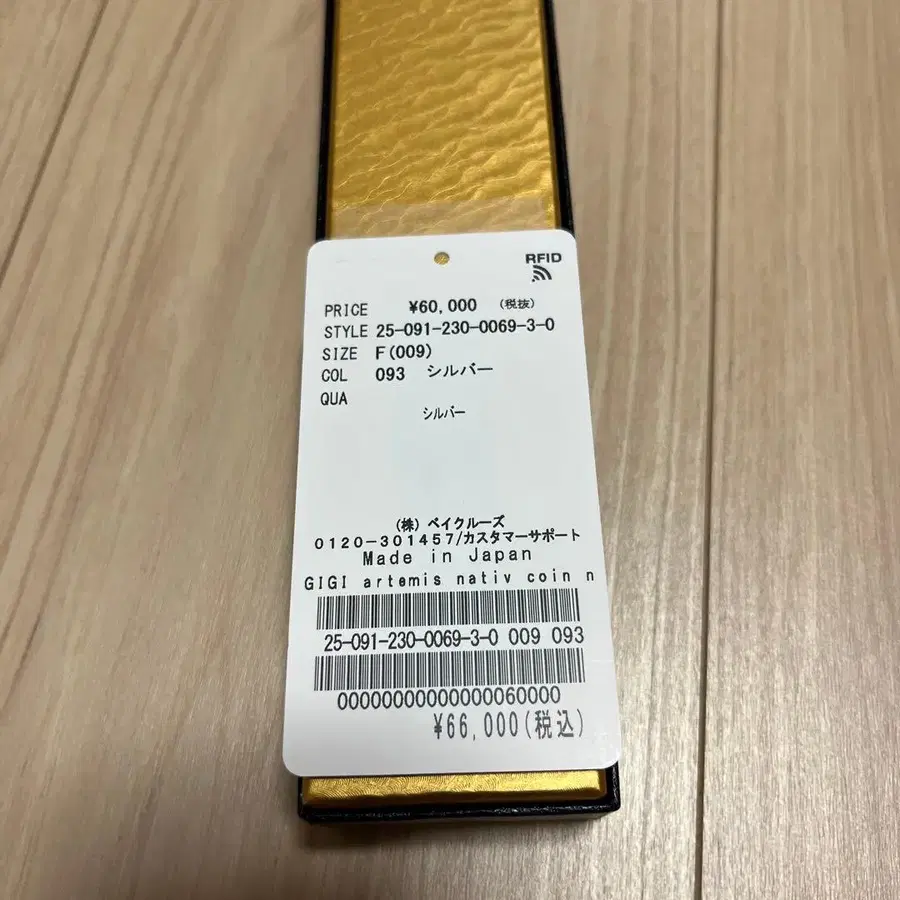 RFID
PRICE ¥60,000 (税抜)
STYLE 25-091-230-0069-3-0
SIZE F(009)
COL 093 シルバー
QUA
シルバー
(株) ベイクルーズ
0120-301457/カスタマーサポート
Made in Japan
GIGI artemis nativ coin n
25-091-230-0069-3-0 009 093
00000000000000060000
¥66,000(税込)